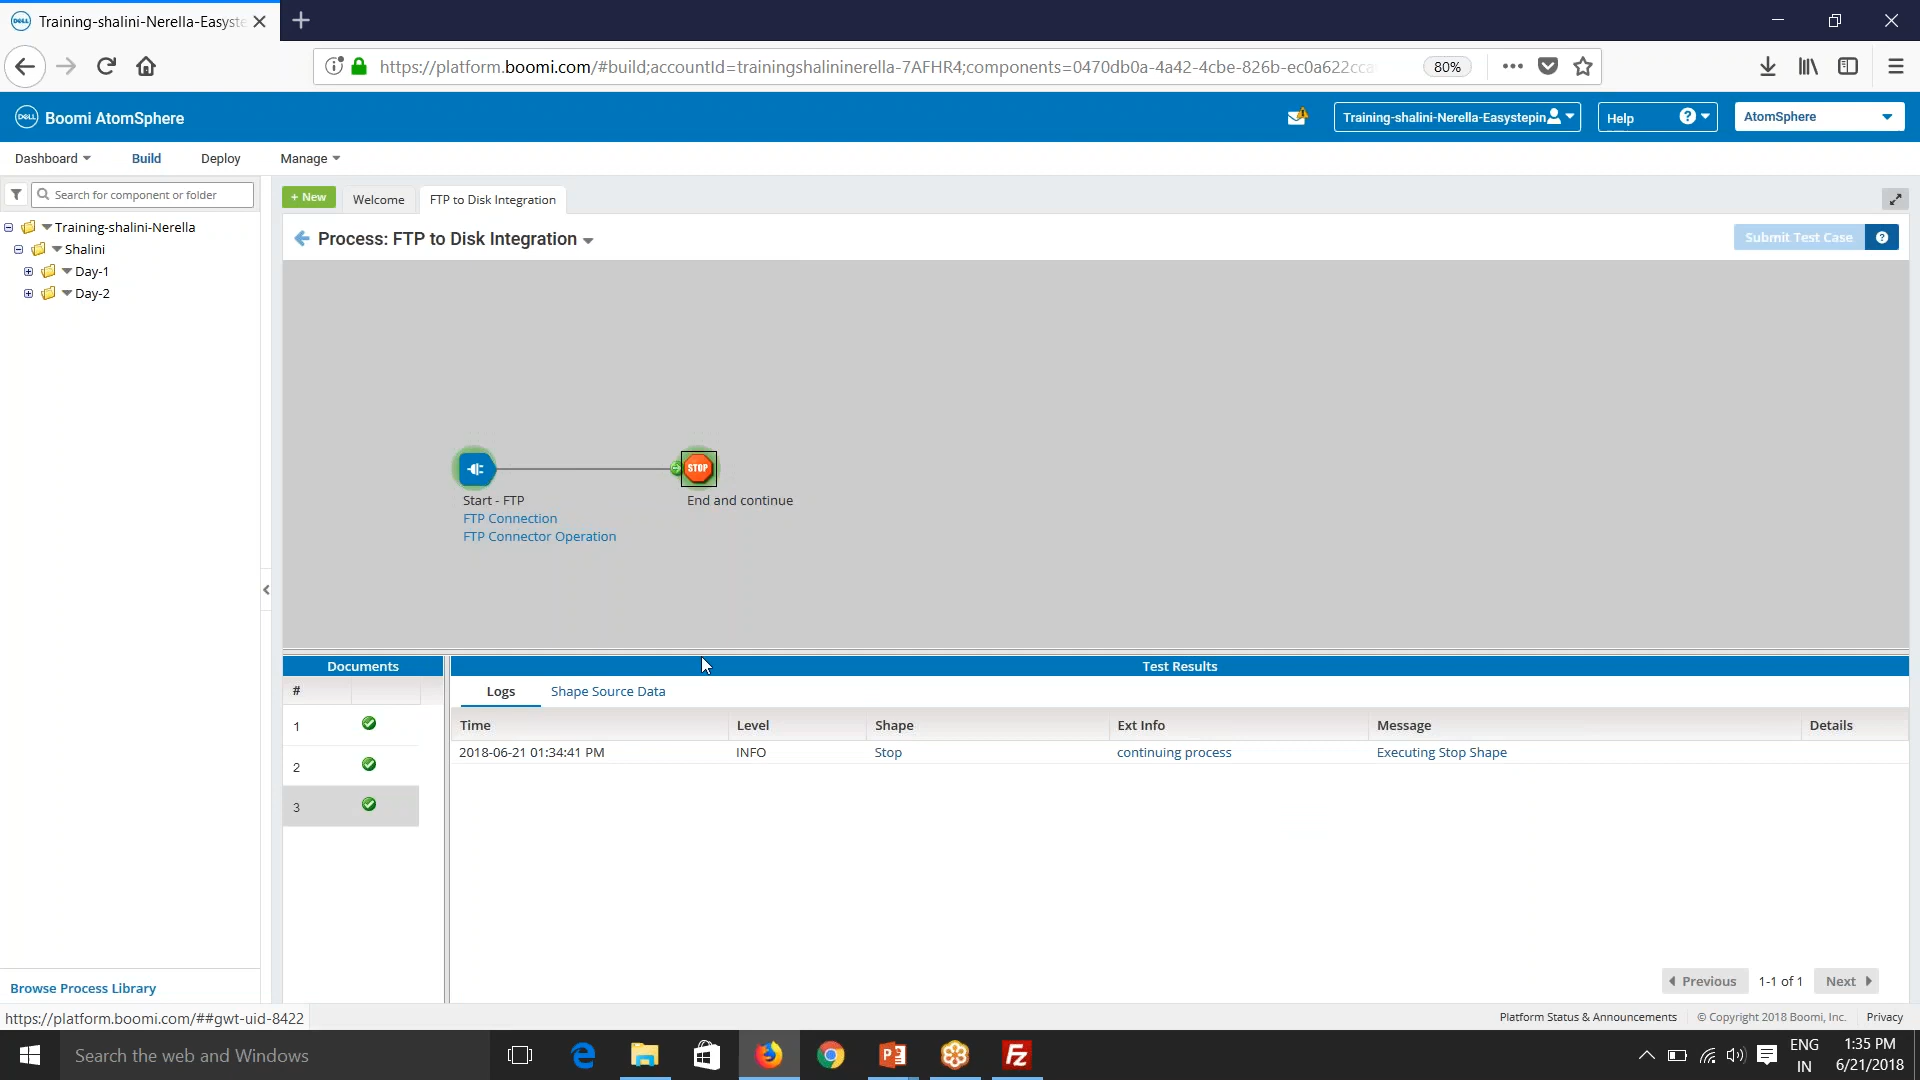 DELL
Training-shalini-Nerella-Easyste
https://platform.boomi.com/#build;accountId=trainingshalininerella-7AFHR4;components=0470db0a-4a42-4cbe-826b-ec0a622cca
80%
DELL
Boomi AtomSphere
Training-shalini-Nerella-Easystepin
Help
AtomSphere
Dashboard
Build
Deploy
Manage
Search for component or folder
+ New
Welcome
FTP to Disk Integration
Training-shalini-Nerella
Shalini
Day-1
Day-2
Process: FTP to Disk Integration
Submit Test Case
STOP
Start - FTP
FTP Connection
FTP Connector Operation
End and continue
Documents
Test Results
#
Logs
Shape Source Data
Time
Level
Shape
Ext Info
Message
Details
1
2018-06-21 01:34:41 PM
INFO
Stop
continuing process
Executing Stop Shape
2
3
Previous
1-1 of 1
Next
Browse Process Library
https://platform.boomi.com/##gwt-uid-8422
Platform Status & Announcements
© Copyright 2018 Boomi, Inc.
Privacy
Search the web and Windows
ENG
IN
1:35 PM
6/21/2018